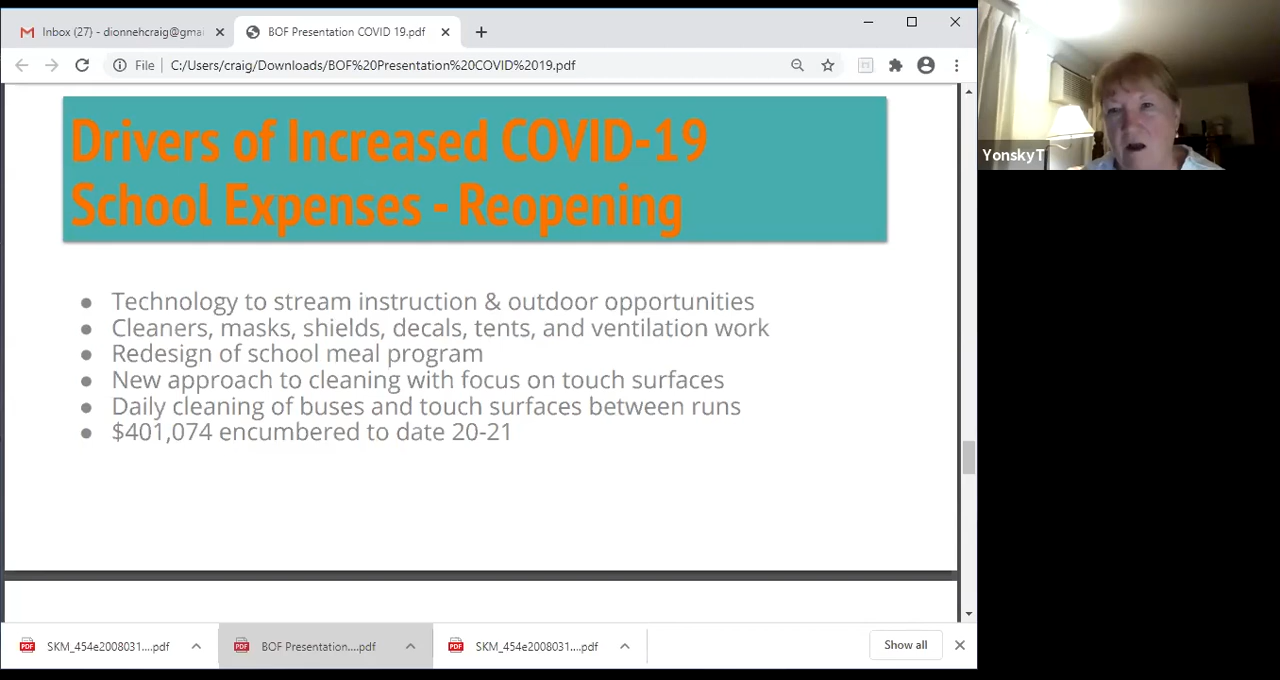 Inbox (27) - dionnehcraig@gmai
BOF Presentation COVID 19.pdf
File
C:/Users/craig/Downloads/BOF%20Presentation%20COVID%2019.pdf
Drivers of Increased COVID-19
School Expenses - Reopening
● Technology to stream instruction & outdoor opportunities
● Cleaners, masks, shields, decals, tents, and ventilation work
● Redesign of school meal program
● New approach to cleaning with focus on touch surfaces
● Daily cleaning of buses and touch surfaces between runs
● $401,074 encumbered to date 20-21
YonskyT
SKM_454e2008031....pdf
BOF Presentation....pdf
SKM_454e2008031....pdf
Show all